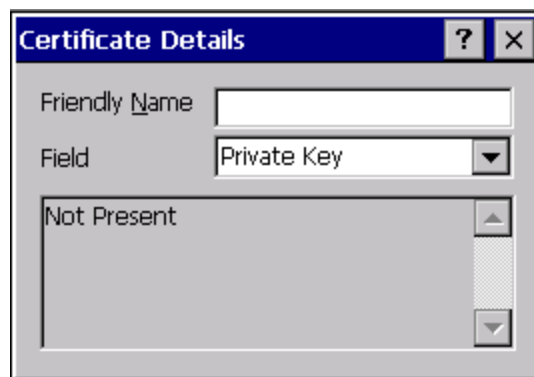 Certificate Details ? ×
Friendly Name
Field Private Key
Not Present